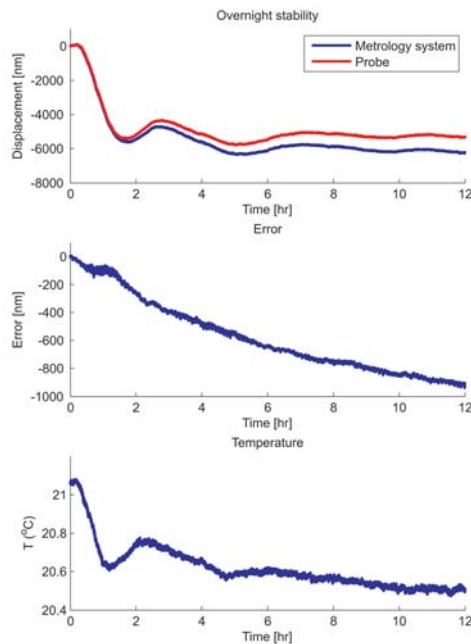 Overnight stability
Metrology system
Probe
Displacement [nm]
0
-2000
-4000
-6000
-8000
0 2 4 6 8 10 12
Time [hr]
Error
Error [nm]
0
-200
-400
-600
-800
-1000
0 2 4 6 8 10 12
Time [hr]
Temperature
T (°C)
21
20.8
20.6
20.4
0 2 4 6 8 10 12
Time [hr]